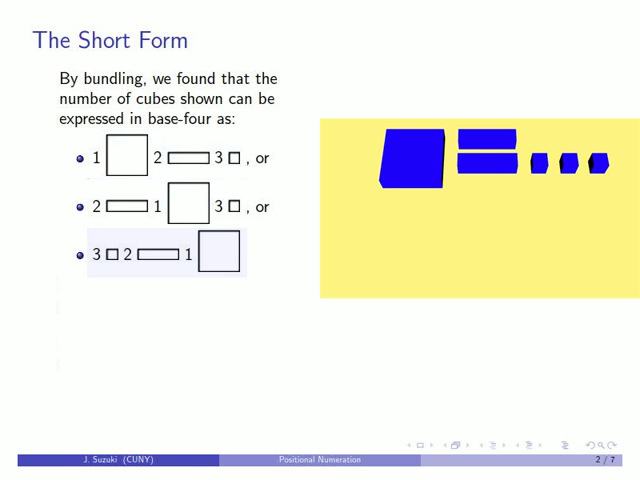 The Short Form
By bundling, we found that the
number of cubes shown can be
expressed in base-four as:
1 2 3 , or
2 1 3 , or
3 2 1
J. Suzuki (CUNY) Positional Numeration 2 / 7